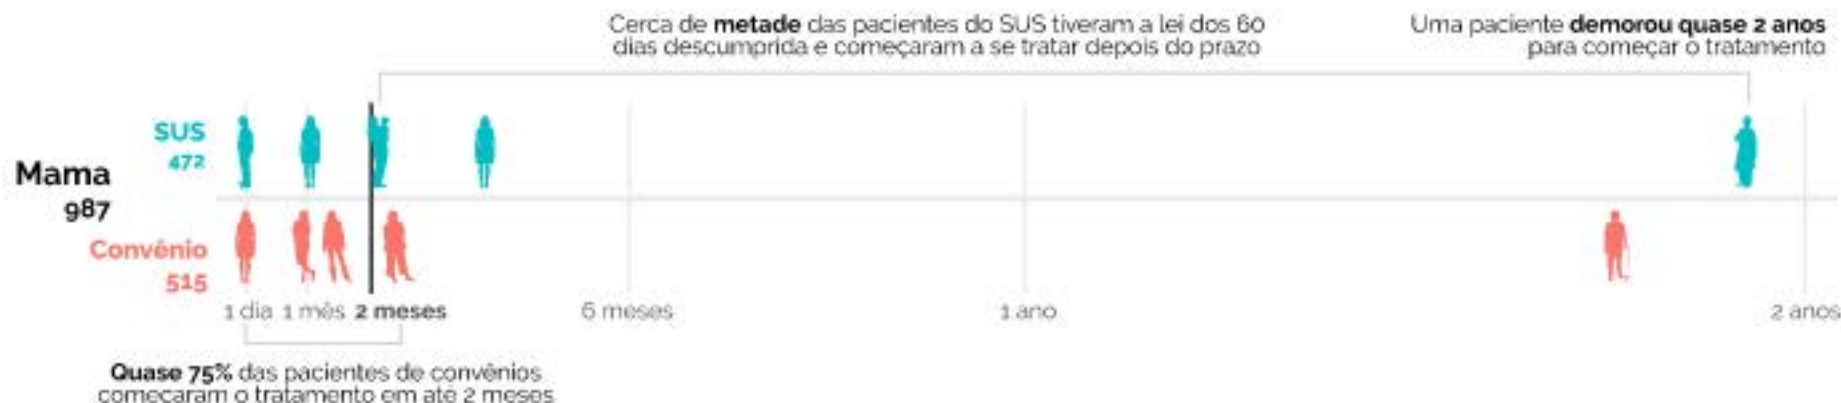 Cerca de metade das pacientes do SUS tiveram a lei dos 60
dias descumprida e começaram a se tratar depois do prazo
Uma paciente demorou quase 2 anos
para começar o tratamento
SUS
472
Mama
987
Convênio
515
1 dia
1 mês
2 meses
6 meses
1 ano
2 anos
Quase 75% das pacientes de convênios
começaram o tratamento em até 2 meses